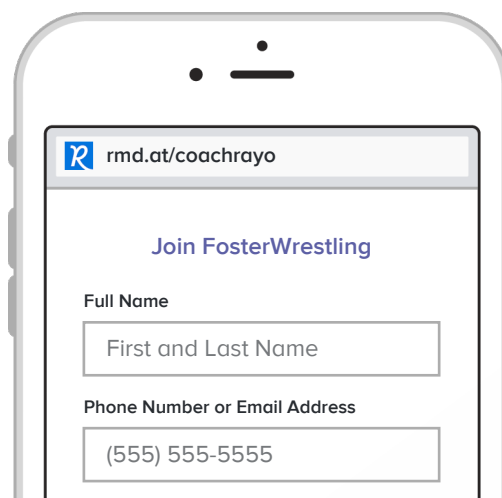 rmd.at/coachrayo
Join FosterWrestling
Full Name
First and Last Name
Phone Number or Email Address
(555) 555-5555